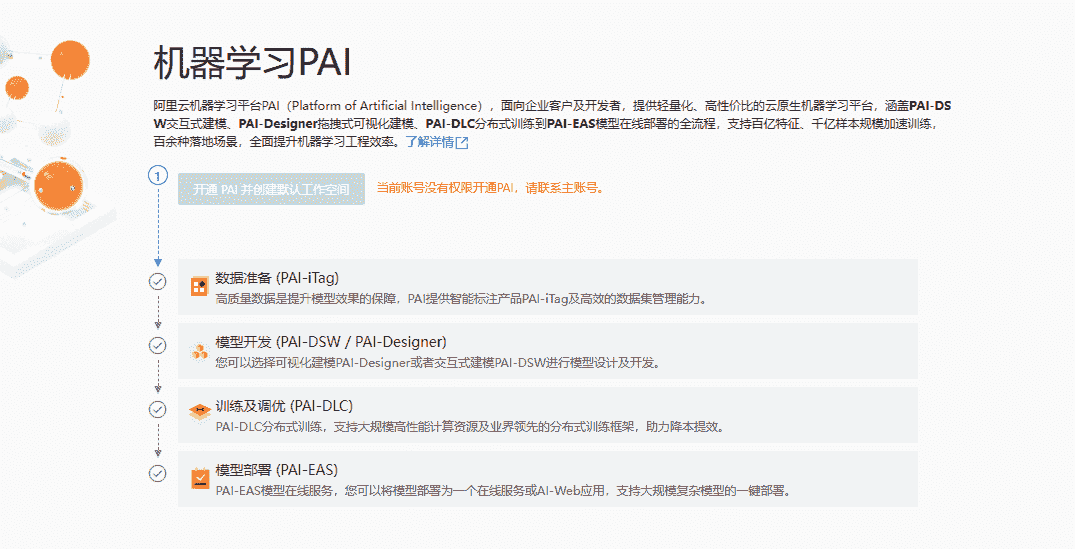 机器学习PAI
阿里云机器学习平台PAI（Platform of Artificial Intelligence），面向企业客户及开发者，提供轻量化、高性价比的云原生机器学习平台，涵盖PAI-DS
W交互式建模、PAI-Designer拖拽式可视化建模、PAI-DLC分布式训练到PAI-EAS模型在线部署的全流程，支持百亿特征、千亿样本规模加速训练，
百余种落地场景，全面提升机器学习工程效率。了解详情
1
开通 PAI 并创建默认工作空间 当前账号没有权限开通PAI，请联系主账号。
数据准备 (PAI-iTag)
高质量数据是提升模型效果的保障，PAI提供智能标注产品PAI-iTag及高效的数据集管理能力。
模型开发 (PAI-DSW / PAI-Designer)
您可以选择可视化建模PAI-Designer或者交互式建模PAI-DSW进行模型设计及开发。
训练及调优 (PAI-DLC)
PAI-DLC分布式训练，支持大规模高性能计算资源及业界领先的分布式训练框架，助力降本提效。
模型部署 (PAI-EAS)
PAI-EAS模型在线服务，您可以将模型部署为一个在线服务或AI-Web应用，支持大规模复杂模型的一键部署。